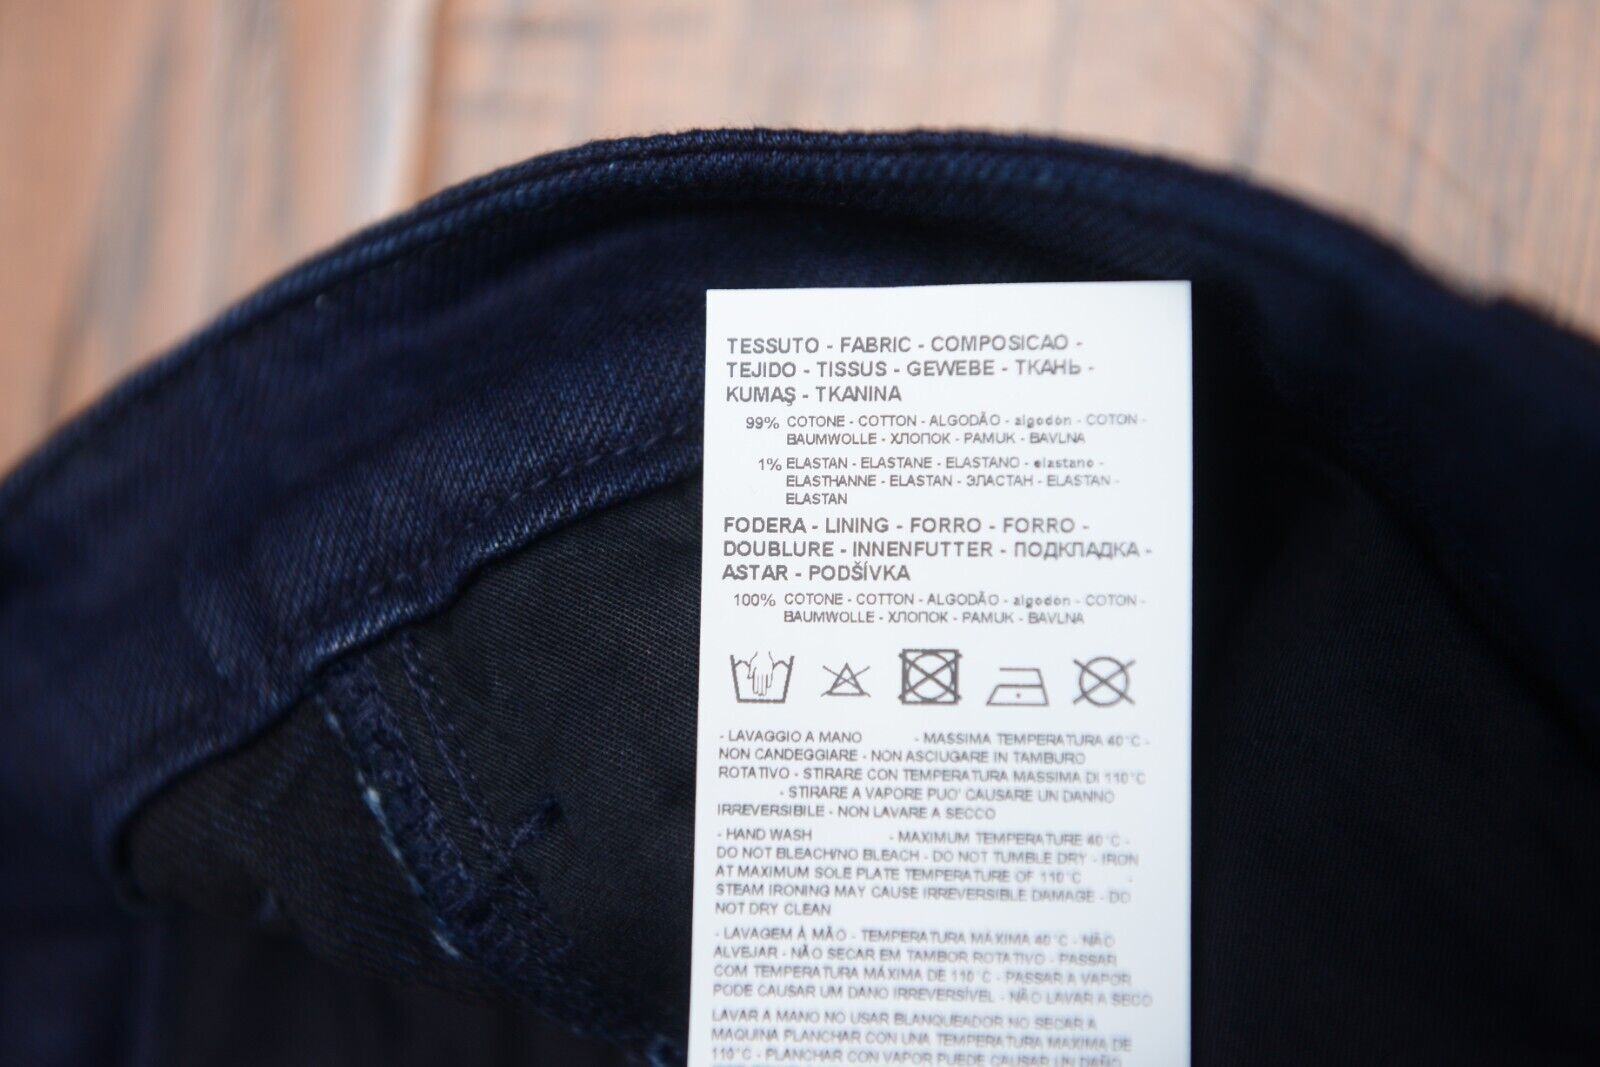 TESSUTO - FABRIC - COMPOSICAO -
TEJIDO - TISSUS - GEWEBE - ТКАНЬ -
KUMAŞ - TKANINA
99% COTONE - COTTON - ALGODÃO - algodón - COTON -
BAUMWOLLE - ХЛОПОК - PAMUK - BAVLNA
1% ELASTAN - ELASTANE - ELASTANO - elastano -
ELASTHANNE - ELASTAN - ЭЛАСТАН - ELASTAN -
ELASTAN
FODERA - LINING - FORRO - FORRO -
DOUBLURE - INNENFUTTER - ПОДКЛАДКА -
ASTAR - PODŠÍVKA
100% COTONE - COTTON - ALGODÃO - algodón - COTON -
BAUMWOLLE - ХЛОПОК - PAMUK - BAVLNA
- LAVAGGIO A MANO - MASSIMA TEMPERATURA 40°C -
NON CANDEGGIARE - NON ASCIUGARE IN TAMBURO
ROTATIVO - STIRARE CON TEMPERATURA MASSIMA DI 110°C
- STIRARE A VAPORE PUO' CAUSARE UN DANNO
IRREVERSIBILE - NON LAVARE A SECCO
- HAND WASH - MAXIMUM TEMPERATURE 40°C -
DO NOT BLEACH/NO BLEACH - DO NOT TUMBLE DRY - IRON
AT MAXIMUM SOLE PLATE TEMPERATURE OF 110°C -
STEAM IRONING MAY CAUSE IRREVERSIBLE DAMAGE - DO
NOT DRY CLEAN
- LAVAGEM À MÃO - TEMPERATURA MÁXIMA 40°C - NÃO
ALVEJAR - NÃO SECAR EM TAMBOR ROTATIVO - PASSAR
COM TEMPERATURA MÁXIMA DE 110°C - PASSAR A VAPOR
PODE CAUSAR UM DANO IRREVERSÍVEL - NÃO LAVAR A SECO
LAVAR A MANO NO USAR BLANQUEADOR NO SECAR A
MAQUINA PLANCHAR CON UNA TEMPERATURA MAXIMA DE
110°C - PLANCHAR CON VAPOR PUEDE CAUSAR UN DAÑO